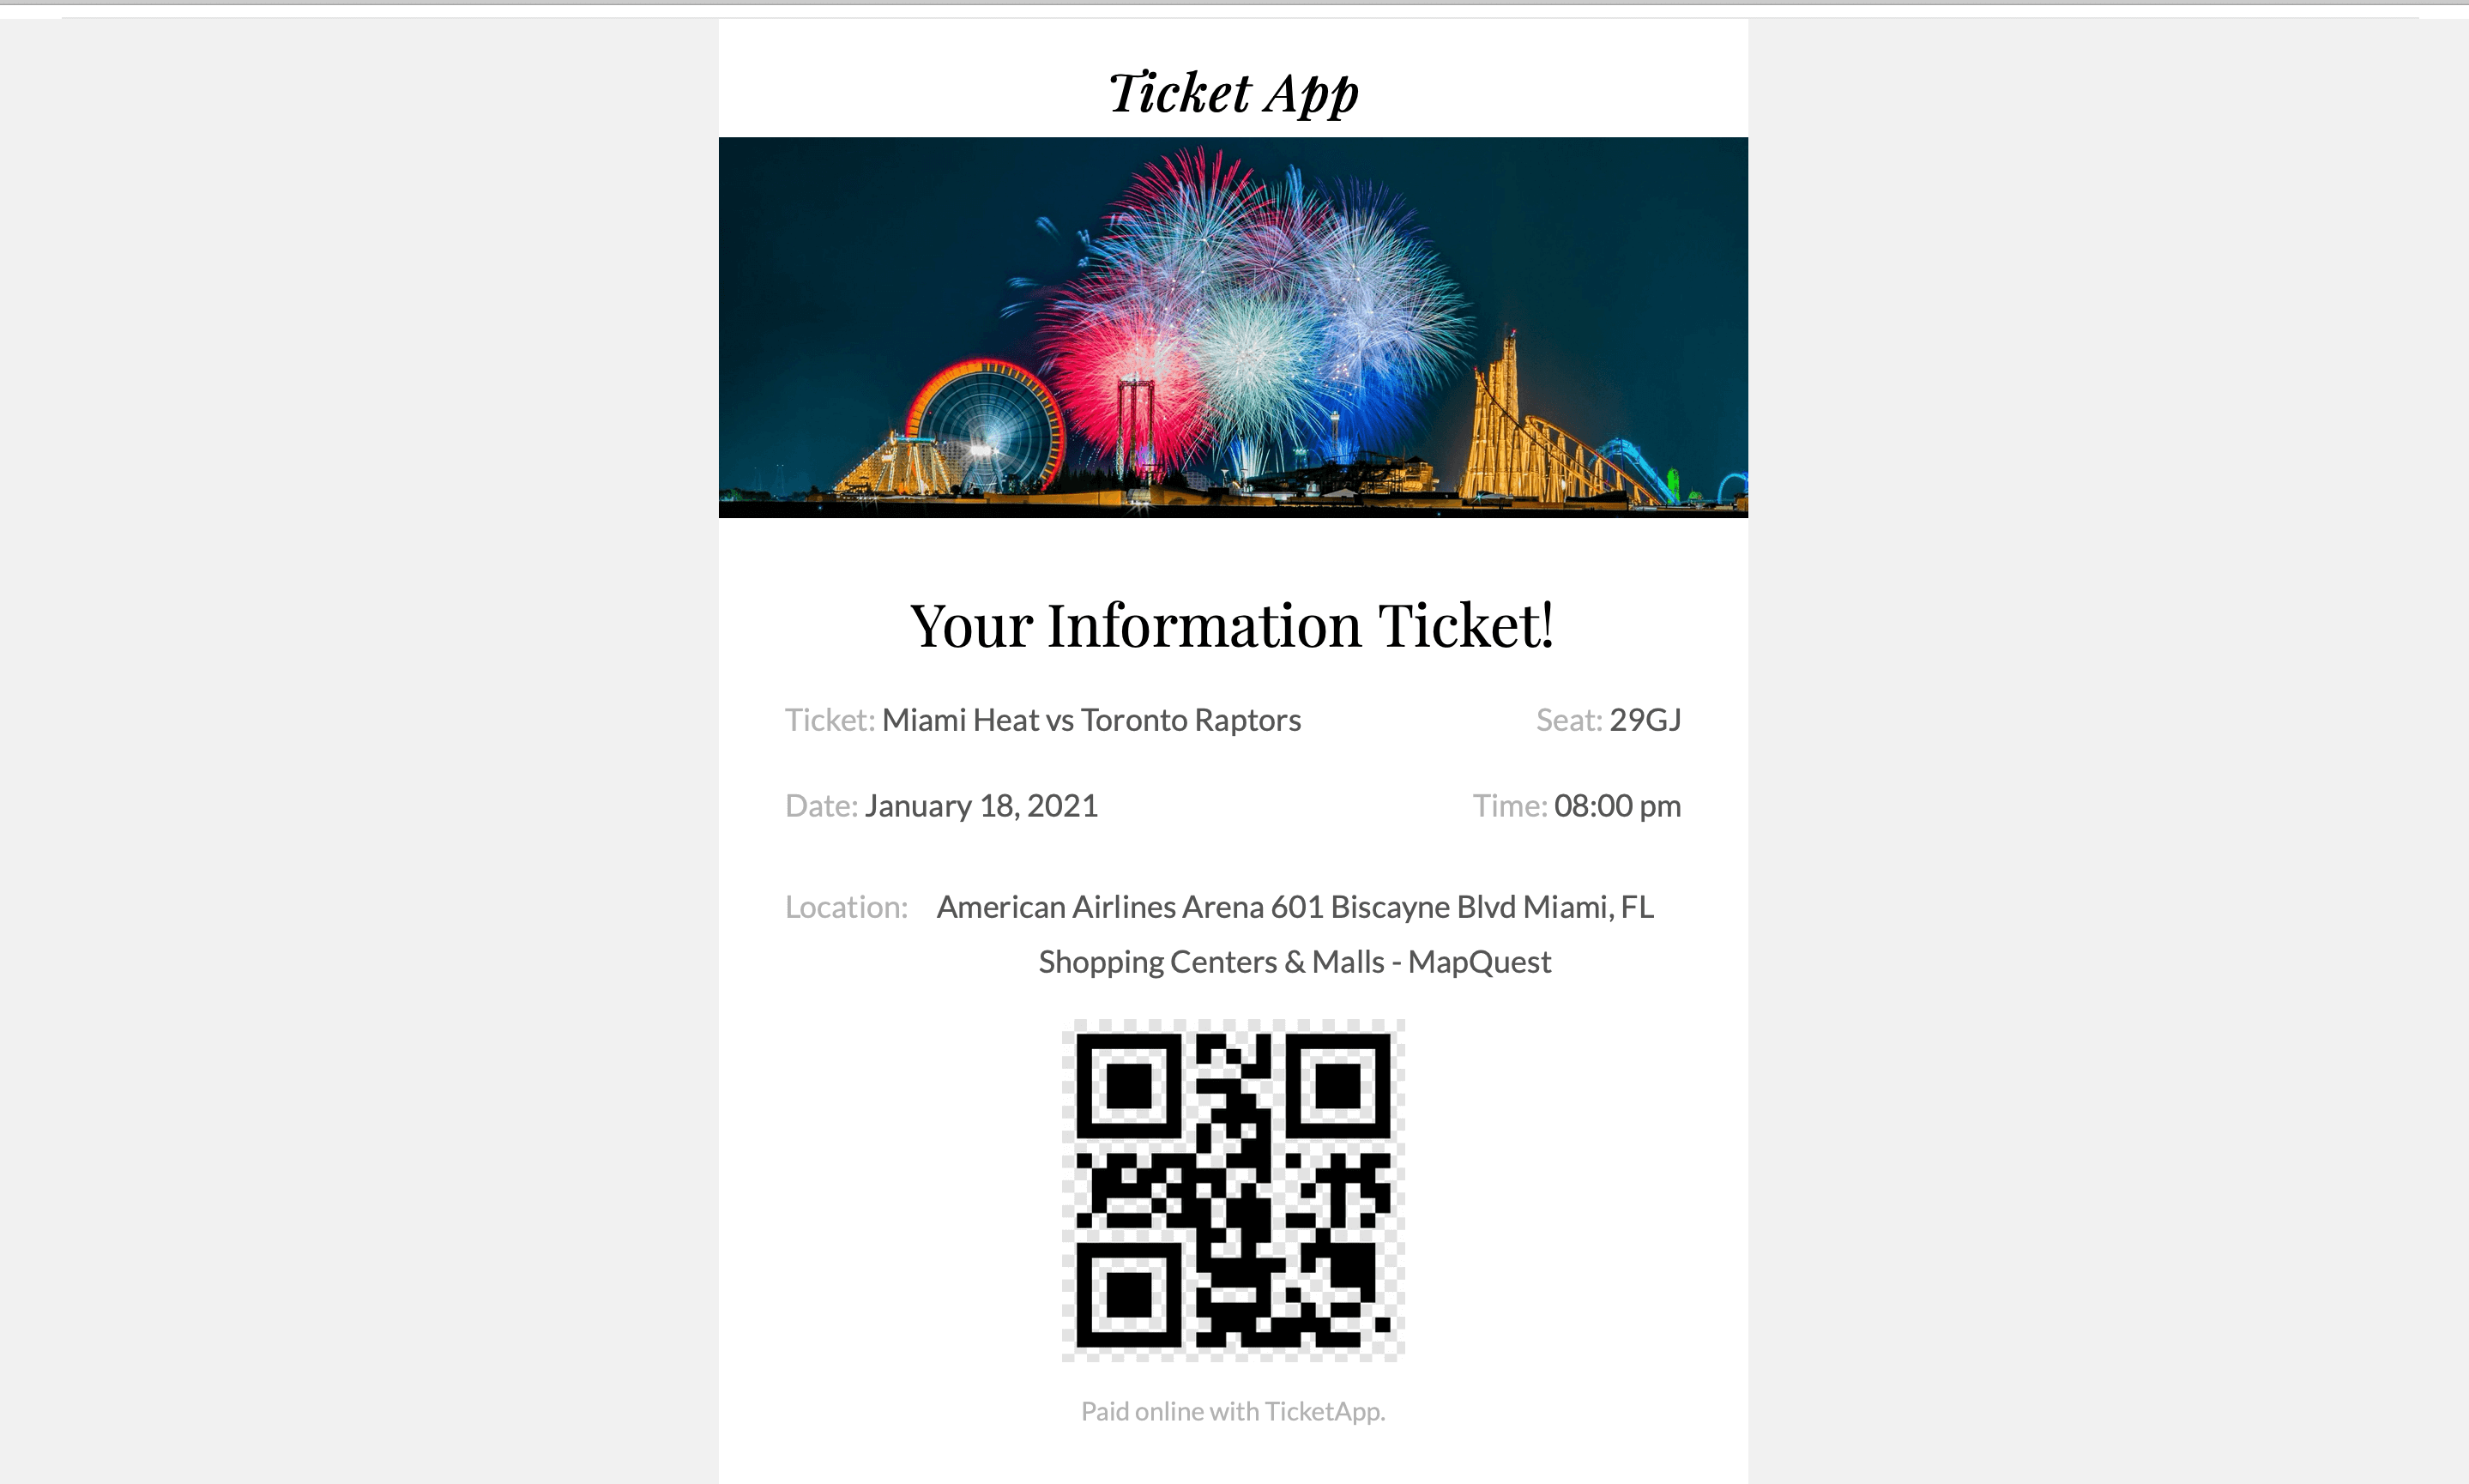 Ticket App
Your Information Ticket!
Ticket: Miami Heat vs Toronto Raptors
Seat: 29GJ
Date: January 18, 2021
Time: 08:00 pm
Location: American Airlines Arena 601 Biscayne Blvd Miami, FL
Shopping Centers & Malls - MapQuest
Paid online with TicketApp.